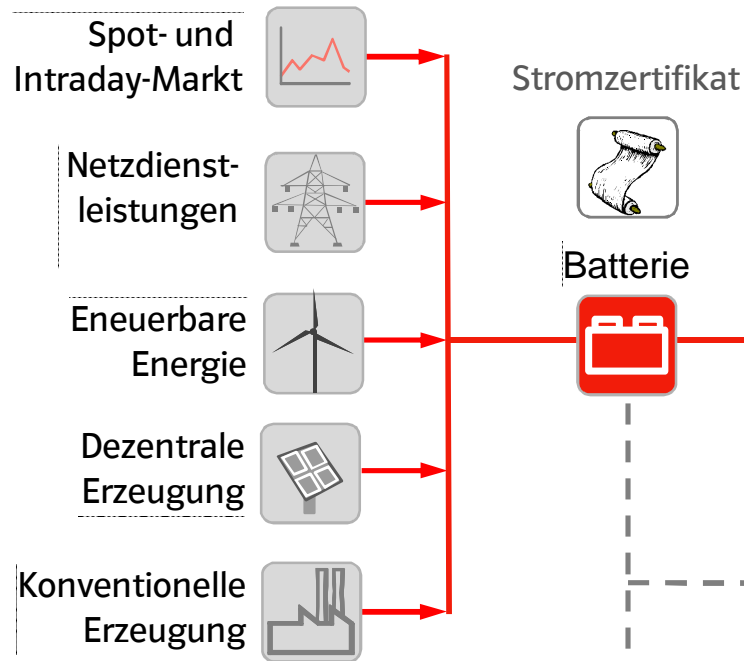 Spot- und
Intraday-Markt
Stromzertifikat
Netzdienst-
leistungen
Batterie
Eneuerbare
Energie
Dezentrale
Erzeugung
Konventionelle
Erzeugung